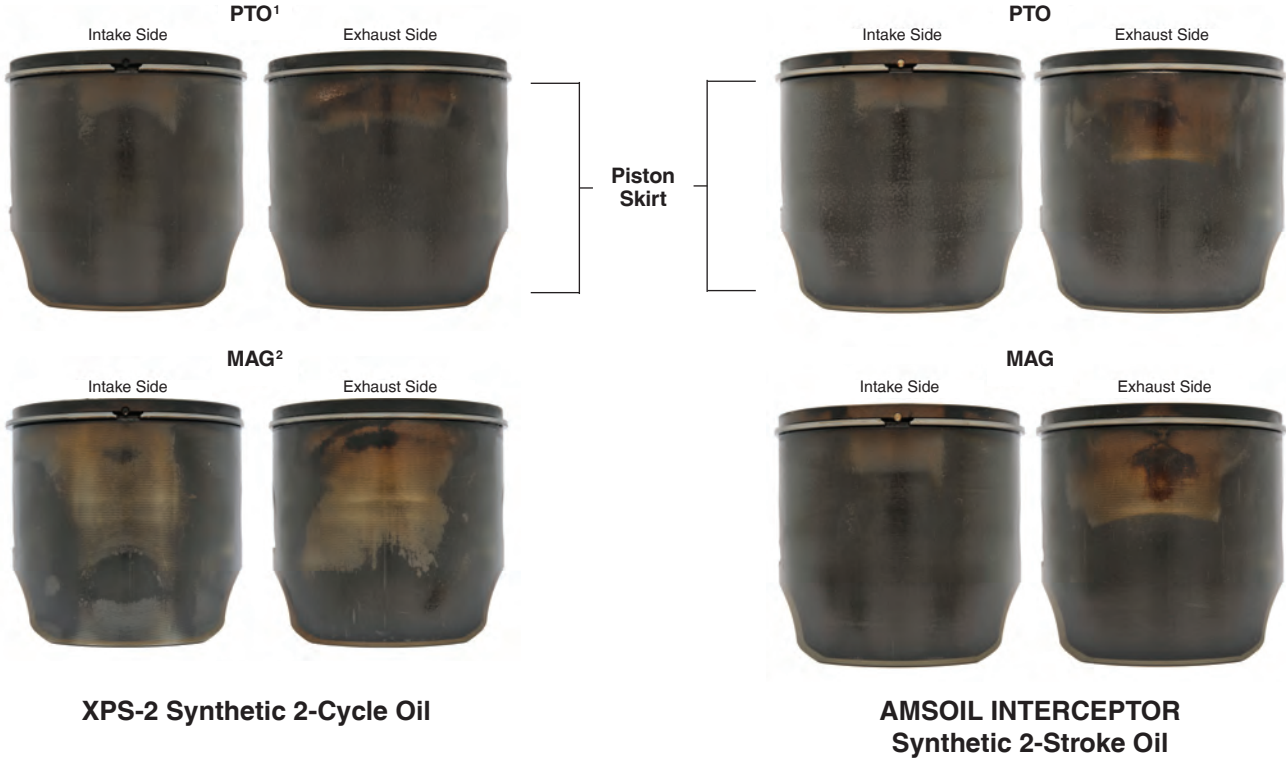 PTO¹
Intake Side
Exhaust Side
PTO
Intake Side
Exhaust Side
Piston
Skirt
MAG²
Intake Side
Exhaust Side
MAG
Intake Side
Exhaust Side
XPS-2 Synthetic 2-Cycle Oil
AMSOIL INTERCEPTOR
Synthetic 2-Stroke Oil